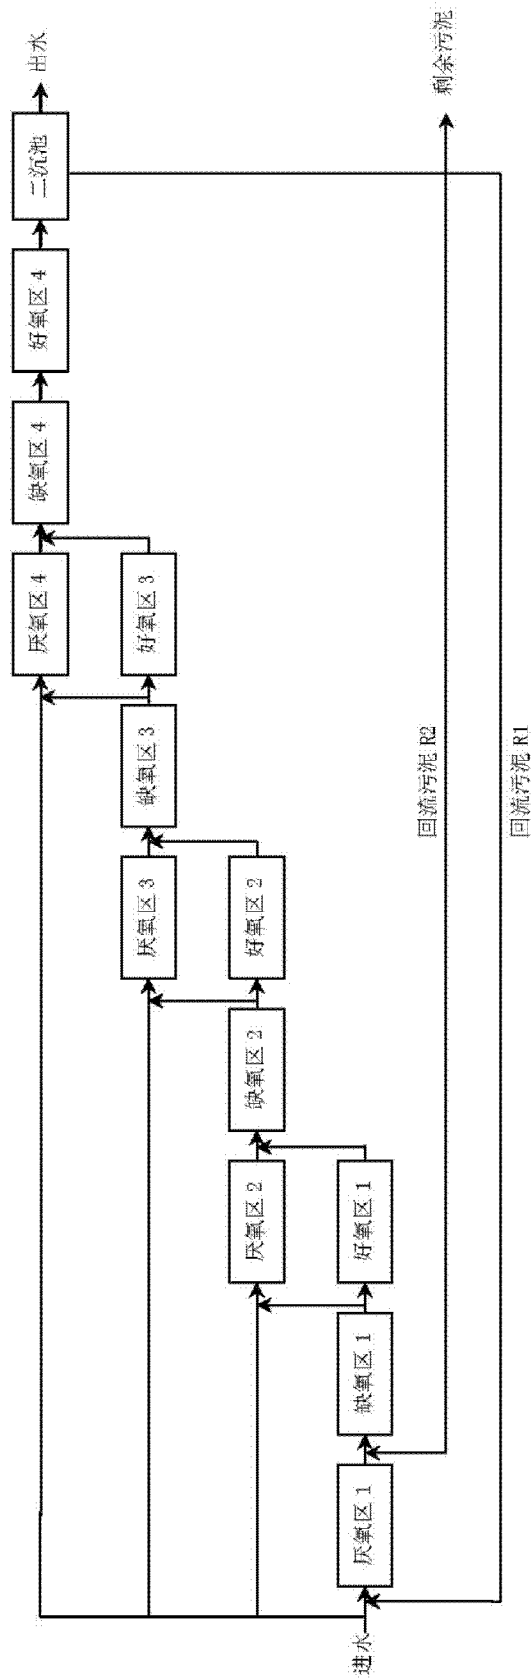 进水
厌氧区 1
缺氧区 1
好氧区 1
厌氧区 2
缺氧区 2
好氧区 2
厌氧区 3
缺氧区 3
好氧区 3
厌氧区 4
缺氧区 4
好氧区 4
二沉池
出水
回流污泥 R2
剩余污泥
回流污泥 R1